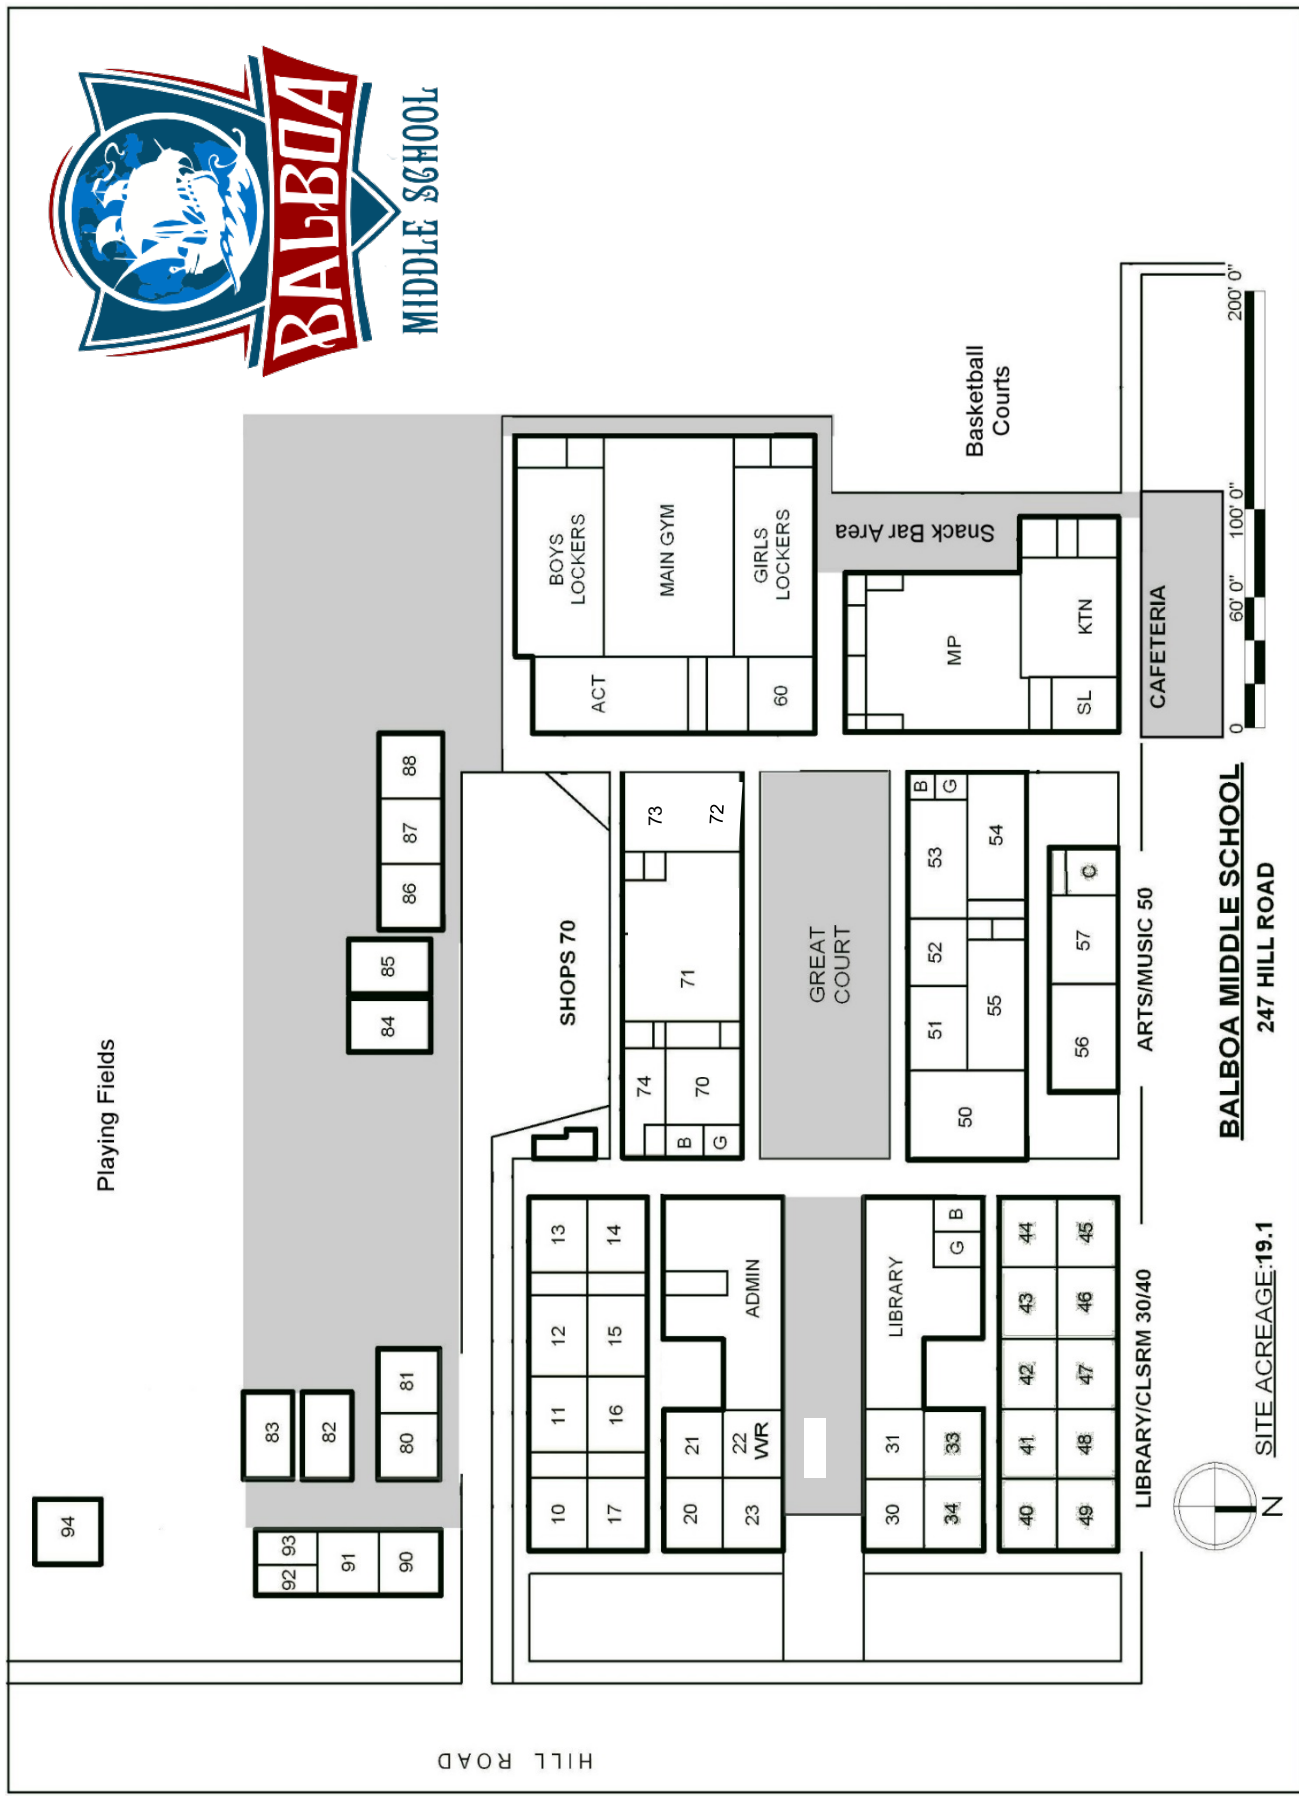 BALBOA
MIDDLE SCHOOL
Playing Fields
94
83
82
93
92
91
90
81
80
85
84
88
87
86
BOYS
LOCKERS
MAIN GYM
GIRLS
LOCKERS
ACT
60
Snack Bar Area
Basketball
Courts
MP
KTN
SL
CAFETERIA
SHOPS 70
73
72
71
74
70
B
G
GREAT
COURT
B
G
53
54
52
51
55
50
C
57
56
ARTS/MUSIC 50
13
14
12
15
11
16
10
17
ADMIN
21
22
WR
20
23
LIBRARY
B
G
31
33
30
34
44
45
43
46
42
47
41
48
40
49
LIBRARY/CLSRM 30/40
HILL ROAD
0
60' 0"
100' 0"
200' 0"
BALBOA MIDDLE SCHOOL
247 HILL ROAD
SITE ACREAGE:19.1
N